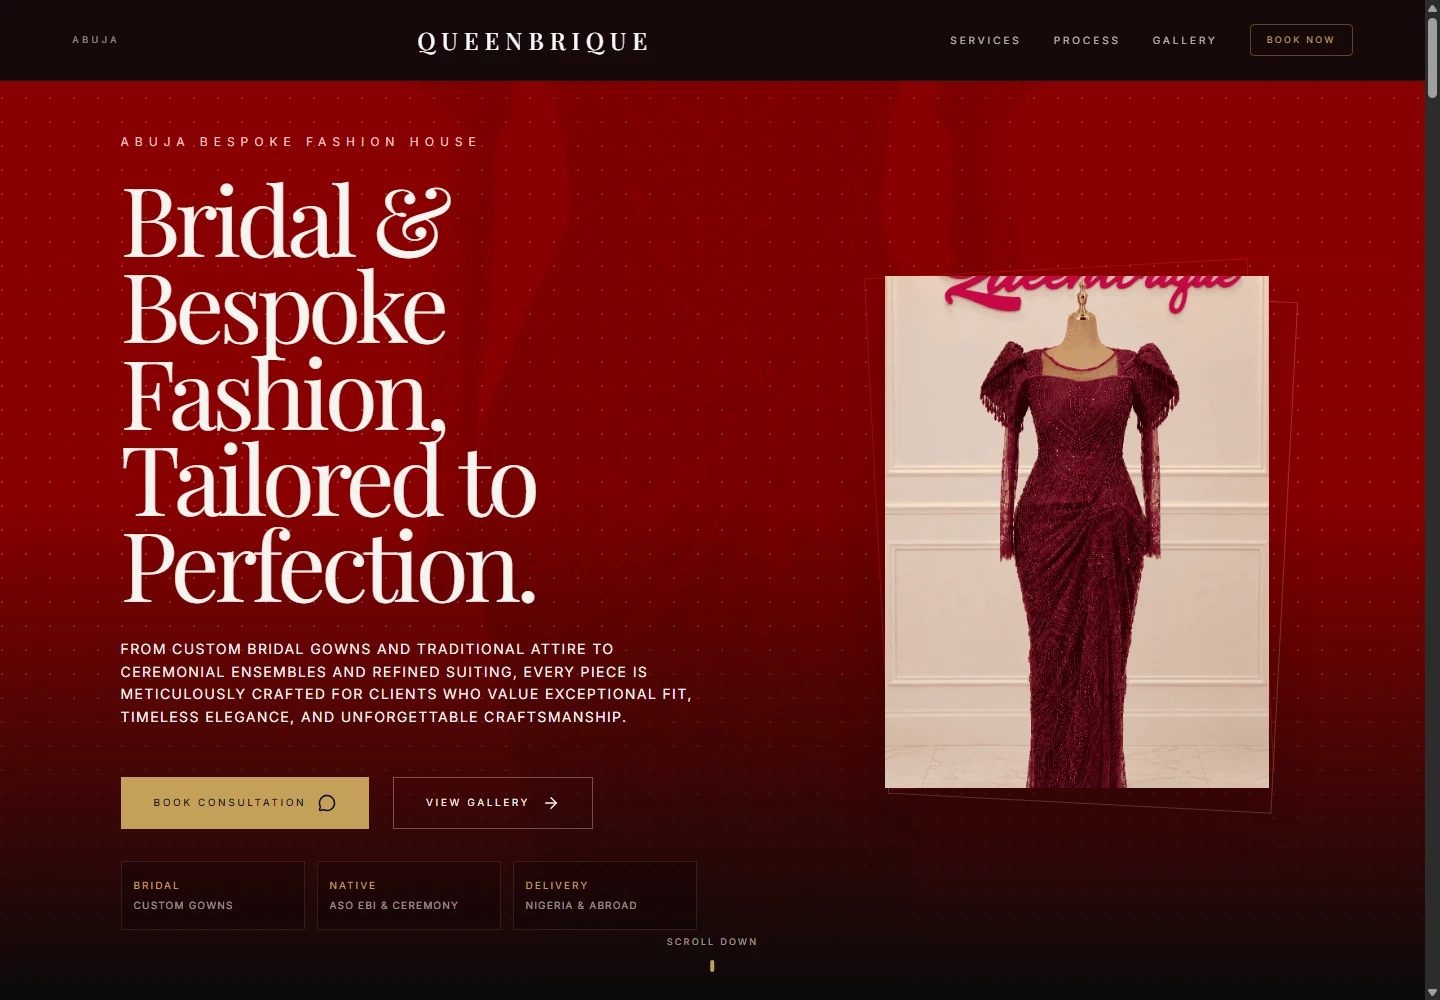 ABUJA
QUEENBRIQUE
SERVICES
PROCESS
GALLERY
BOOK NOW
ABUJA BESPOKE FASHION HOUSE
Bridal &
Bespoke
Fashion,
Tailored to
Perfection.
FROM CUSTOM BRIDAL GOWNS AND TRADITIONAL ATTIRE TO
CEREMONIAL ENSEMBLES AND REFINED SUITING, EVERY PIECE IS
METICULOUSLY CRAFTED FOR CLIENTS WHO VALUE EXCEPTIONAL FIT,
TIMELESS ELEGANCE, AND UNFORGETTABLE CRAFTSMANSHIP.
BOOK CONSULTATION
VIEW GALLERY
Queenbrique
BRIDAL
CUSTOM GOWNS
NATIVE
ASO EBI & CEREMONY
DELIVERY
NIGERIA & ABROAD
SCROLL DOWN